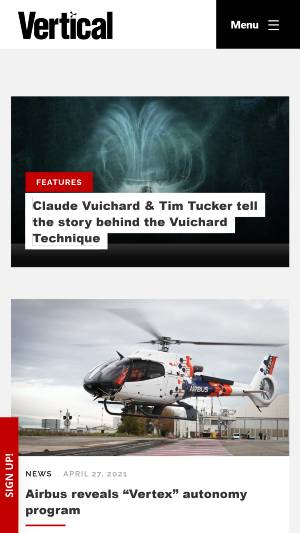 Vertical
Menu
FEATURES
Claude Vuichard & Tim Tucker tell
the story behind the Vuichard
Technique
AIRBUS
SIGN UP!
NEWS APRIL 27, 2021
Airbus reveals “Vertex” autonomy
program